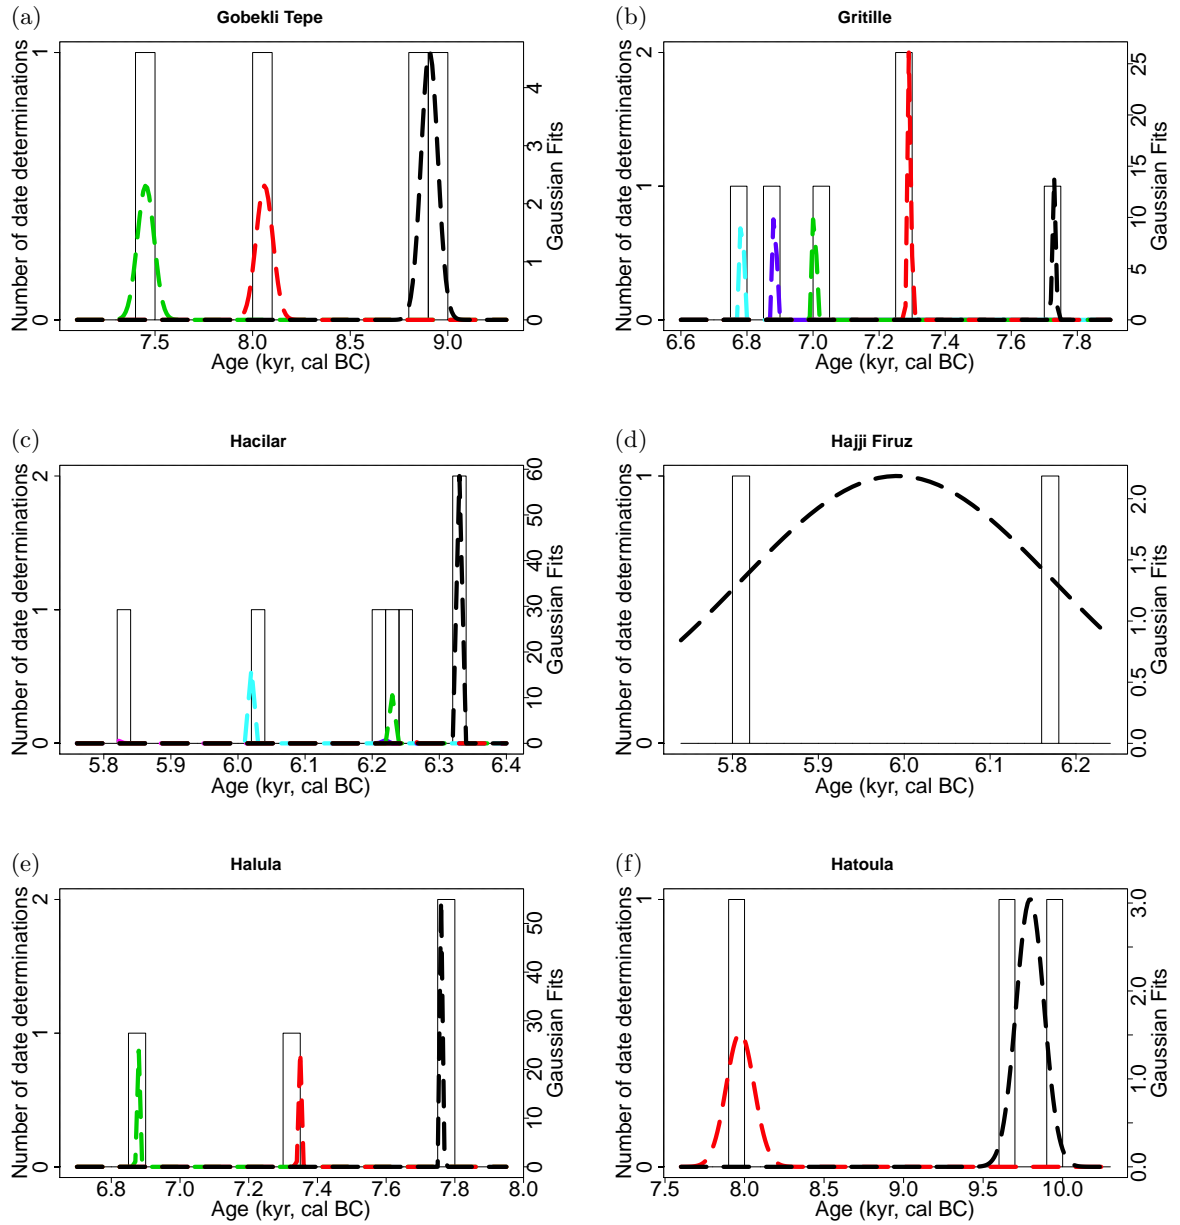 (a)
Gobekli Tepe
Number of date determinations
0 1
7.5 8.0 8.5 9.0
Age (kyr, cal BC)
0 1 2 3 4
Gaussian Fits
(b)
Gritille
Number of date determinations
0 1 2
6.6 6.8 7.0 7.2 7.4 7.6 7.8
Age (kyr, cal BC)
0 5 10 15 20 25
Gaussian Fits
(c)
Hacilar
Number of date determinations
0 1 2
5.8 5.9 6.0 6.1 6.2 6.3 6.4
Age (kyr, cal BC)
0 10 20 30 40 50 60
Gaussian Fits
(d)
Hajji Firuz
Number of date determinations
0 1
5.8 5.9 6.0 6.1 6.2
Age (kyr, cal BC)
0.0 0.5 1.0 1.5 2.0
Gaussian Fits
(e)
Halula
Number of date determinations
0 1 2
6.8 7.0 7.2 7.4 7.6 7.8 8.0
Age (kyr, cal BC)
0 10 20 30 40 50
Gaussian Fits
(f)
Hatoula
Number of date determinations
0 1
7.5 8.0 8.5 9.0 9.5 10.0
Age (kyr, cal BC)
0.0 1.0 2.0 3.0
Gaussian Fits